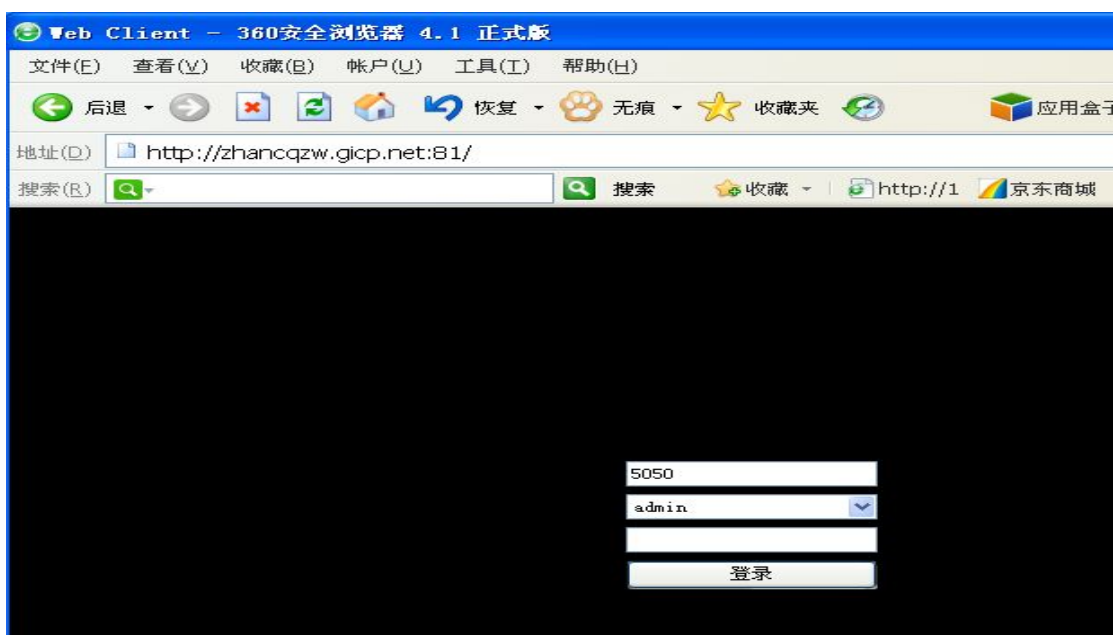 Web Client - 360安全浏览器 4.1 正式版
文件(F) 查看(V) 收藏(B) 帐户(U) 工具(T) 帮助(H)
后退 恢复 无痕 收藏夹 应用盒子
地址(D) http://zhancqzw.gicp.net:81/
搜索(R) 搜索 收藏 http://1 京东商城
5050
admin
登录